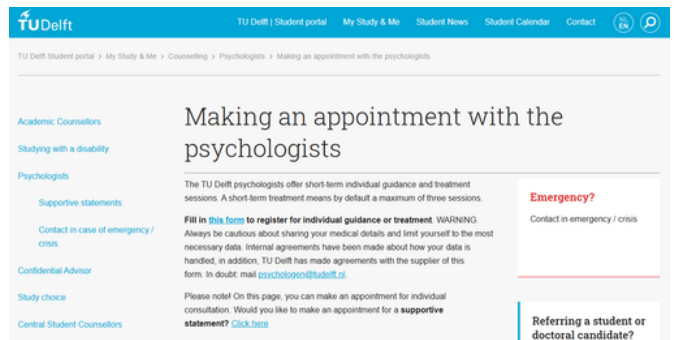 TUDelft
TU Delft | Student portal My Study & Me Student News Student Calendar Contact NL EN
TU Delft Student portal > My Study & Me > Counselling > Psychologists > Making an appointment with the psychologists
Academic Counsellors
Studying with a disability
Psychologists
Supportive statements
Contact in case of emergency /
crisis
Confidential Advisor
Study choice
Central Student Counsellors
Making an appointment with the
psychologists
The TU Delft psychologists offer short-term individual guidance and treatment
sessions. A short-term treatment means by default a maximum of three sessions.
Fill in this form to register for individual guidance or treatment. WARNING.
Always be cautious about sharing your medical details and limit yourself to the most
necessary data. Internal agreements have been made about how your data is
handled, in addition, TU Delft has made agreements with the supplier of this
form. In doubt: mail psychologen@tudelft.nl.
Please note! On this page, you can make an appointment for individual
consultation. Would you like to make an appointment for a supportive
statement? Click here
Emergency?
Contact in emergency / crisis
Referring a student or
doctoral candidate?